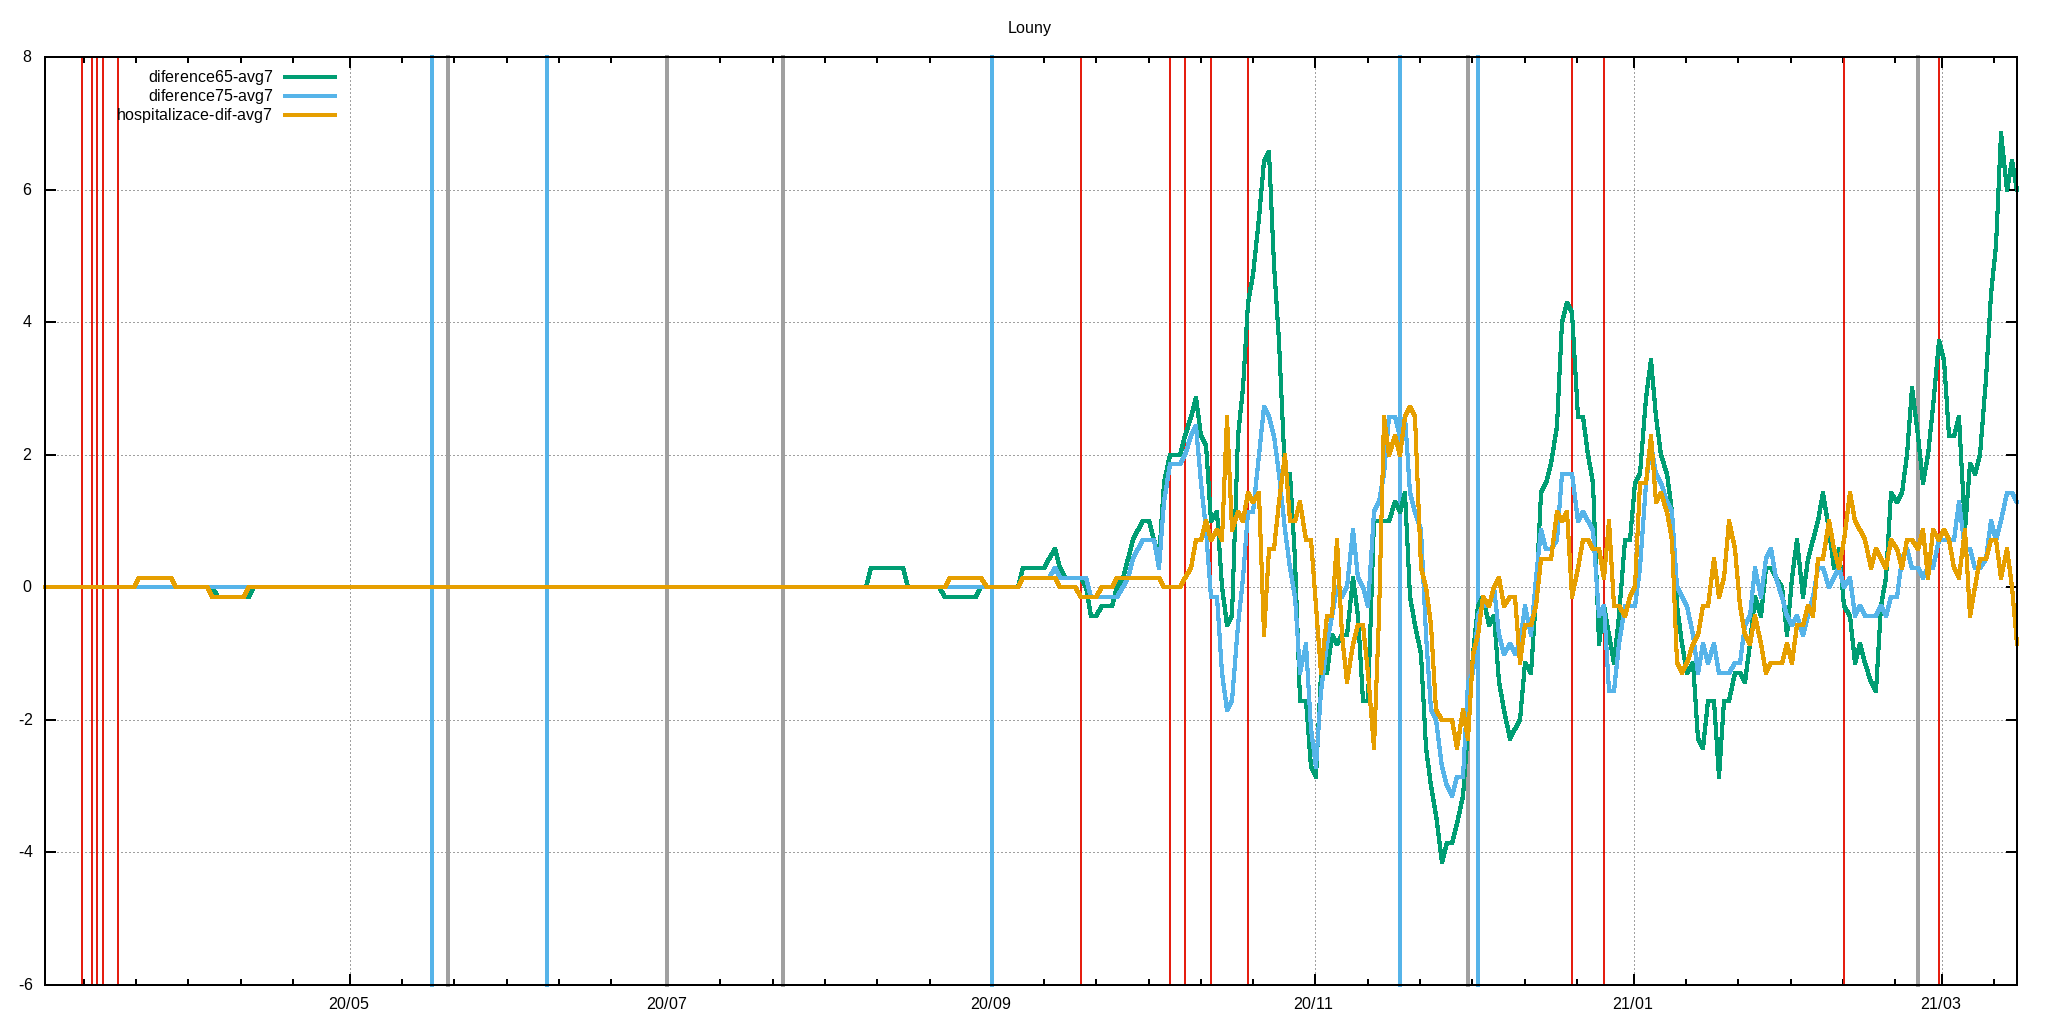 Louny
8
diference65-avg7
diference75-avg7
hospitalizace-dif-avg7
6
4
2
0
-2
-4
-6
20/05 20/07 20/09 20/11 21/01 21/03